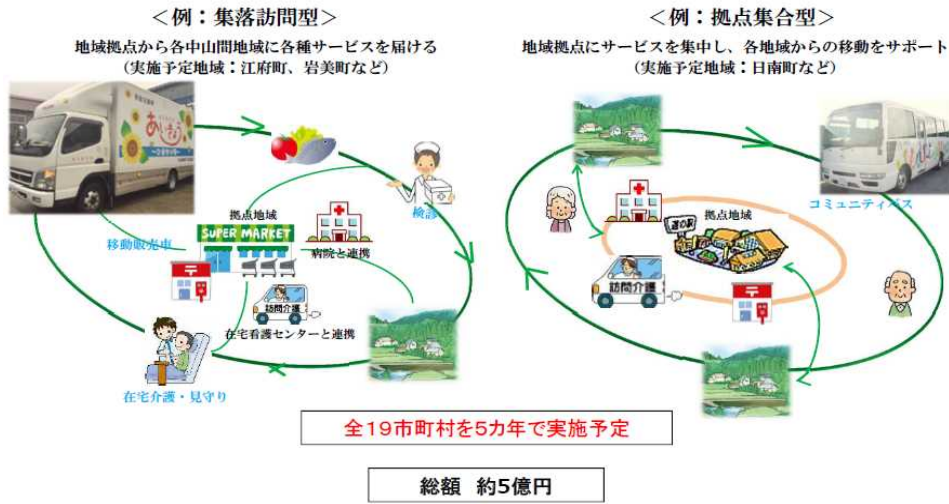 <例：集落訪問型>
地域拠点から各中山間地域に各種サービスを届ける
（実施予定地域：江府町、岩美町など）
あいきょう
検診
拠点地域
SUPER MARKET
移動販売車
病院と連携
訪問介護
在宅看護センターと連携
在宅介護・見守り
<例：拠点集合型>
地域拠点にサービスを集中し、各地域からの移動をサポート
（実施予定地域：日南町など）
コミュニティバス
拠点地域
道の駅
訪問介護
全１９市町村を５カ年で実施予定
総額 約5億円